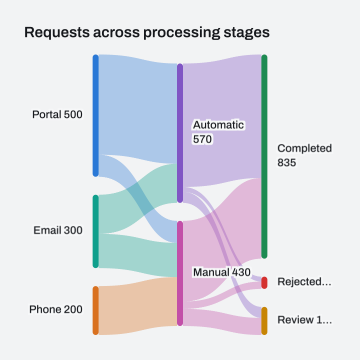 Requests across processing stages
Portal 500
Automatic
570
Completed
835
Email 300
Manual 430
Rejected…
Phone 200
Review 1…